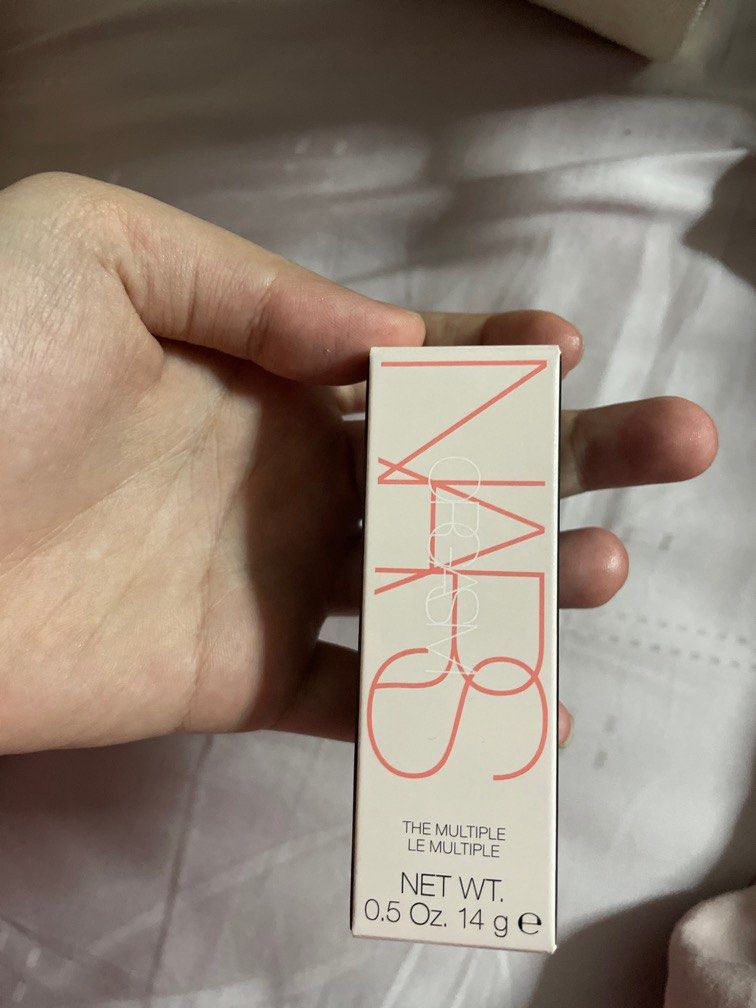 NARS
ORGASM
THE MULTIPLE
LE MULTIPLE
NET WT.
0.5 Oz. 14 g e